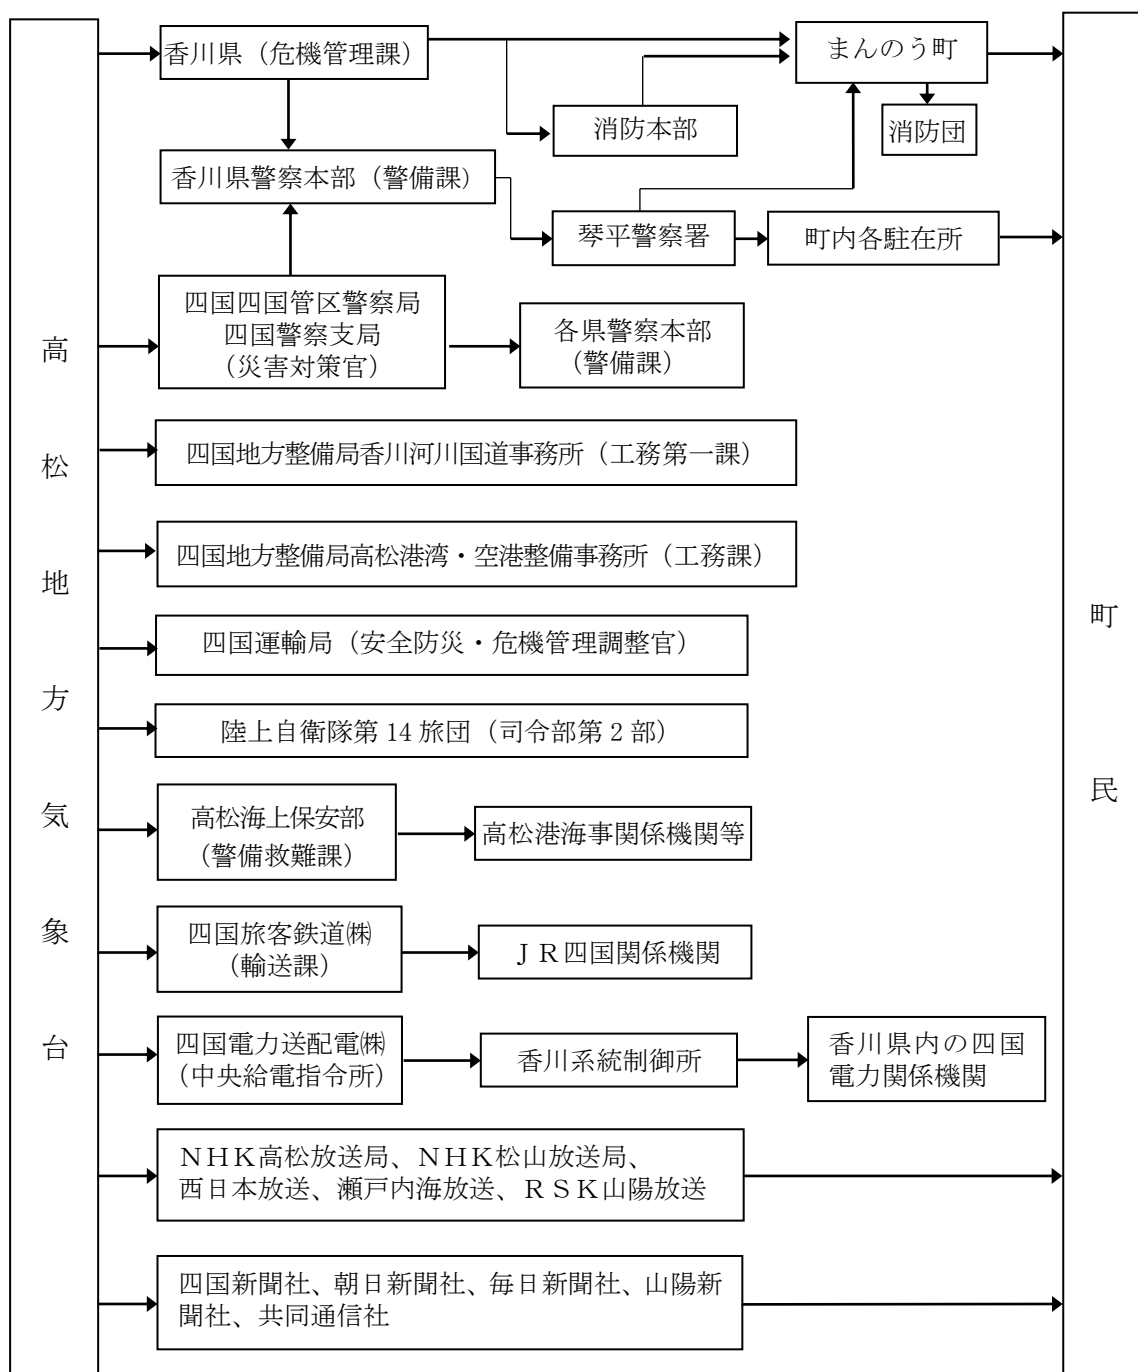 高松地方気象台
香川県（危機管理課）
まんのう町
消防本部
消防団
香川県警察本部（警備課）
琴平警察署
町内各駐在所
四国四国管区警察局
四国警察支局
（災害対策官）
各県警察本部
（警備課）
四国地方整備局香川河川国道事務所（工務第一課）
四国地方整備局高松港湾・空港整備事務所（工務課）
四国運輸局（安全防災・危機管理調整官）
陸上自衛隊第 14 旅団（司令部第 2 部）
高松海上保安部
（警備救難課）
高松港海事関係機関等
四国旅客鉄道㈱
（輸送課）
ＪＲ四国関係機関
四国電力送配電㈱
（中央給電指令所）
香川系統制御所
香川県内の四国
電力関係機関
ＮＨＫ高松放送局、ＮＨＫ松山放送局、
西日本放送、瀬戸内海放送、ＲＳＫ山陽放送
四国新聞社、朝日新聞社、毎日新聞社、山陽新
聞社、共同通信社
町民